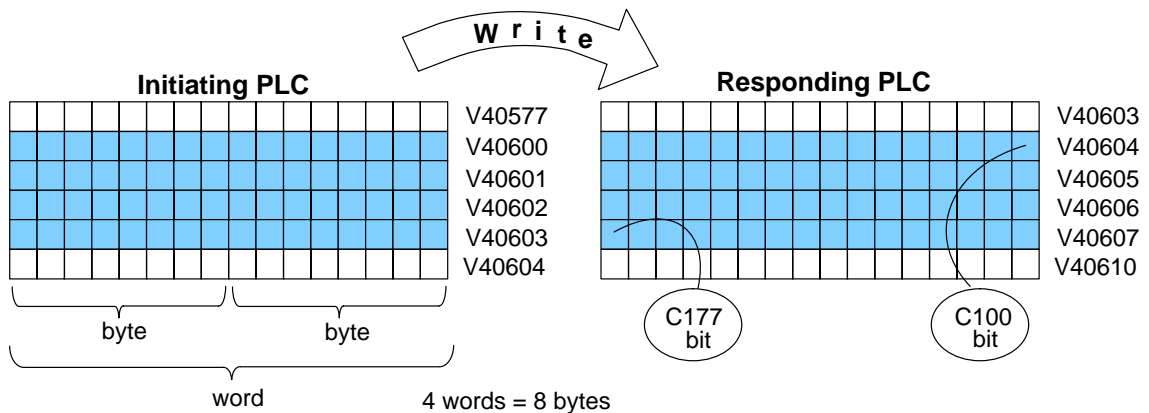 Write
Initiating PLC
V40577
V40600
V40601
V40602
V40603
V40604
byte
byte
word
4 words = 8 bytes
Responding PLC
V40603
V40604
V40605
V40606
V40607
V40610
C177
bit
C100
bit